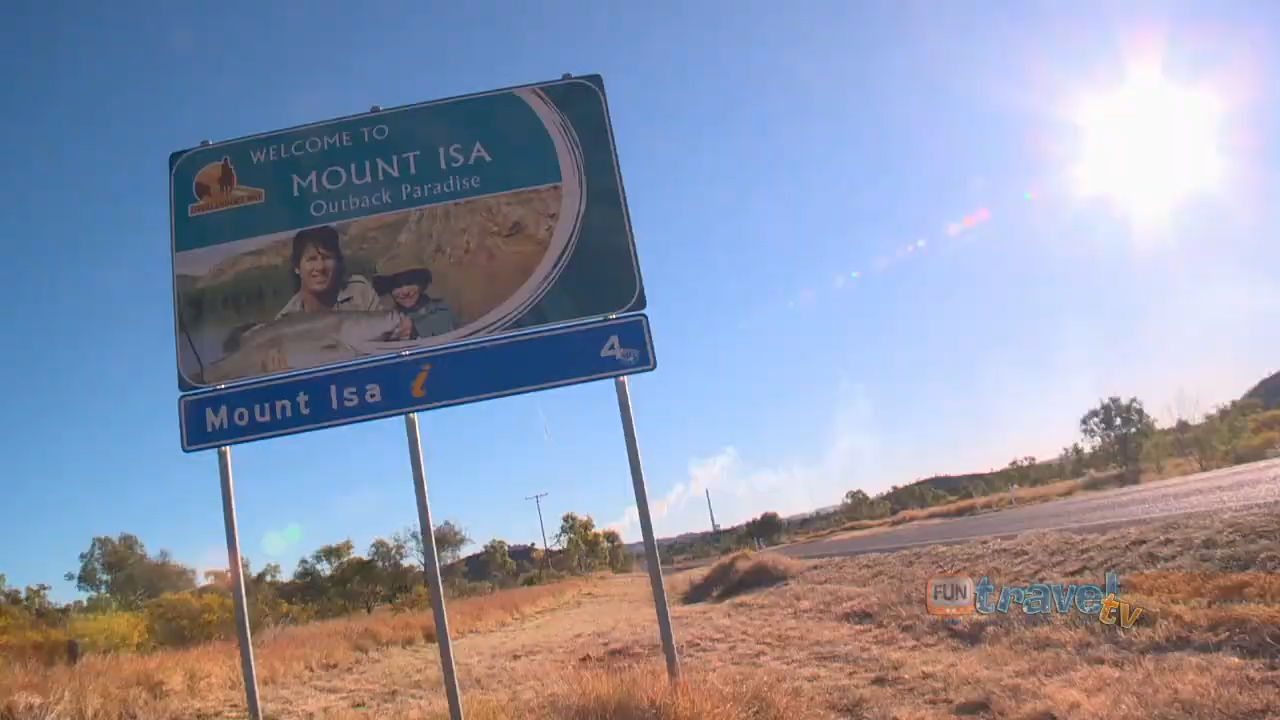 WELCOME TO
MOUNT ISA
Outback Paradise
Mount Isa i 4
FUN travel tv